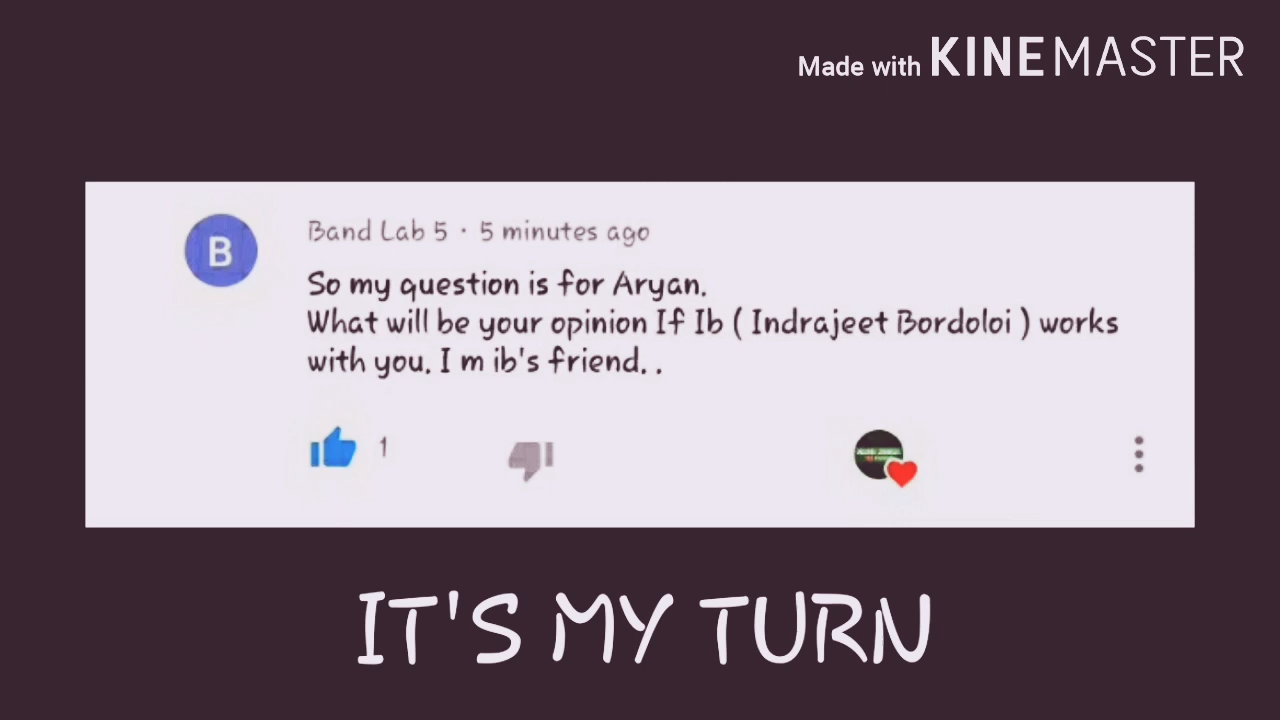 Made with KINEMASTER
B
Band Lab 5 · 5 minutes ago
So my question is for Aryan.
What will be your opinion If Ib ( Indrajeet Bordoloi ) works
with you. I m ib's friend. .
1
IT'S MY TURN